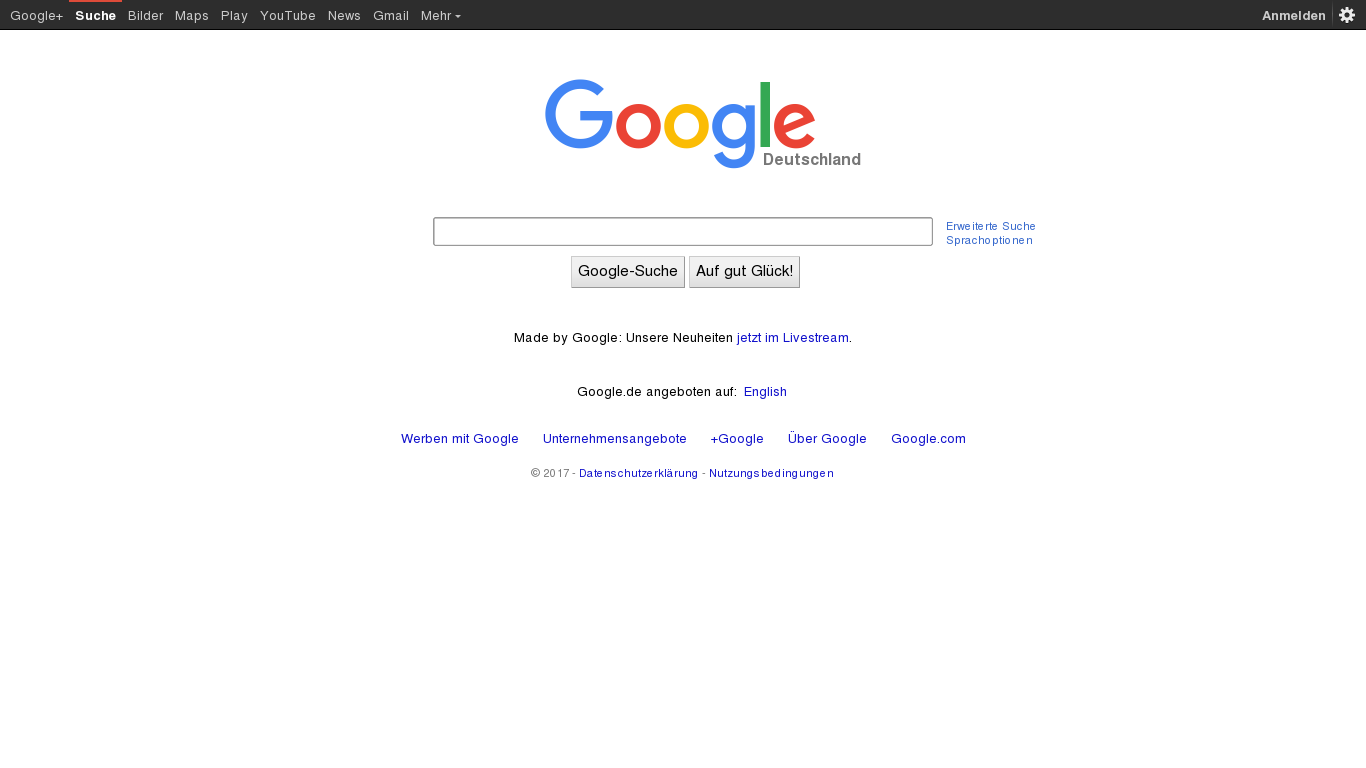 Google+ Suche Bilder Maps Play YouTube News Gmail Mehr Anmelden
Google
Deutschland
Erweiterte Suche
Sprachoptionen
Google-Suche Auf gut Glück!
Made by Google: Unsere Neuheiten jetzt im Livestream.
Google.de angeboten auf: English
Werben mit Google Unternehmensangebote +Google Über Google Google.com
© 2017 - Datenschutzerklärung - Nutzungsbedingungen